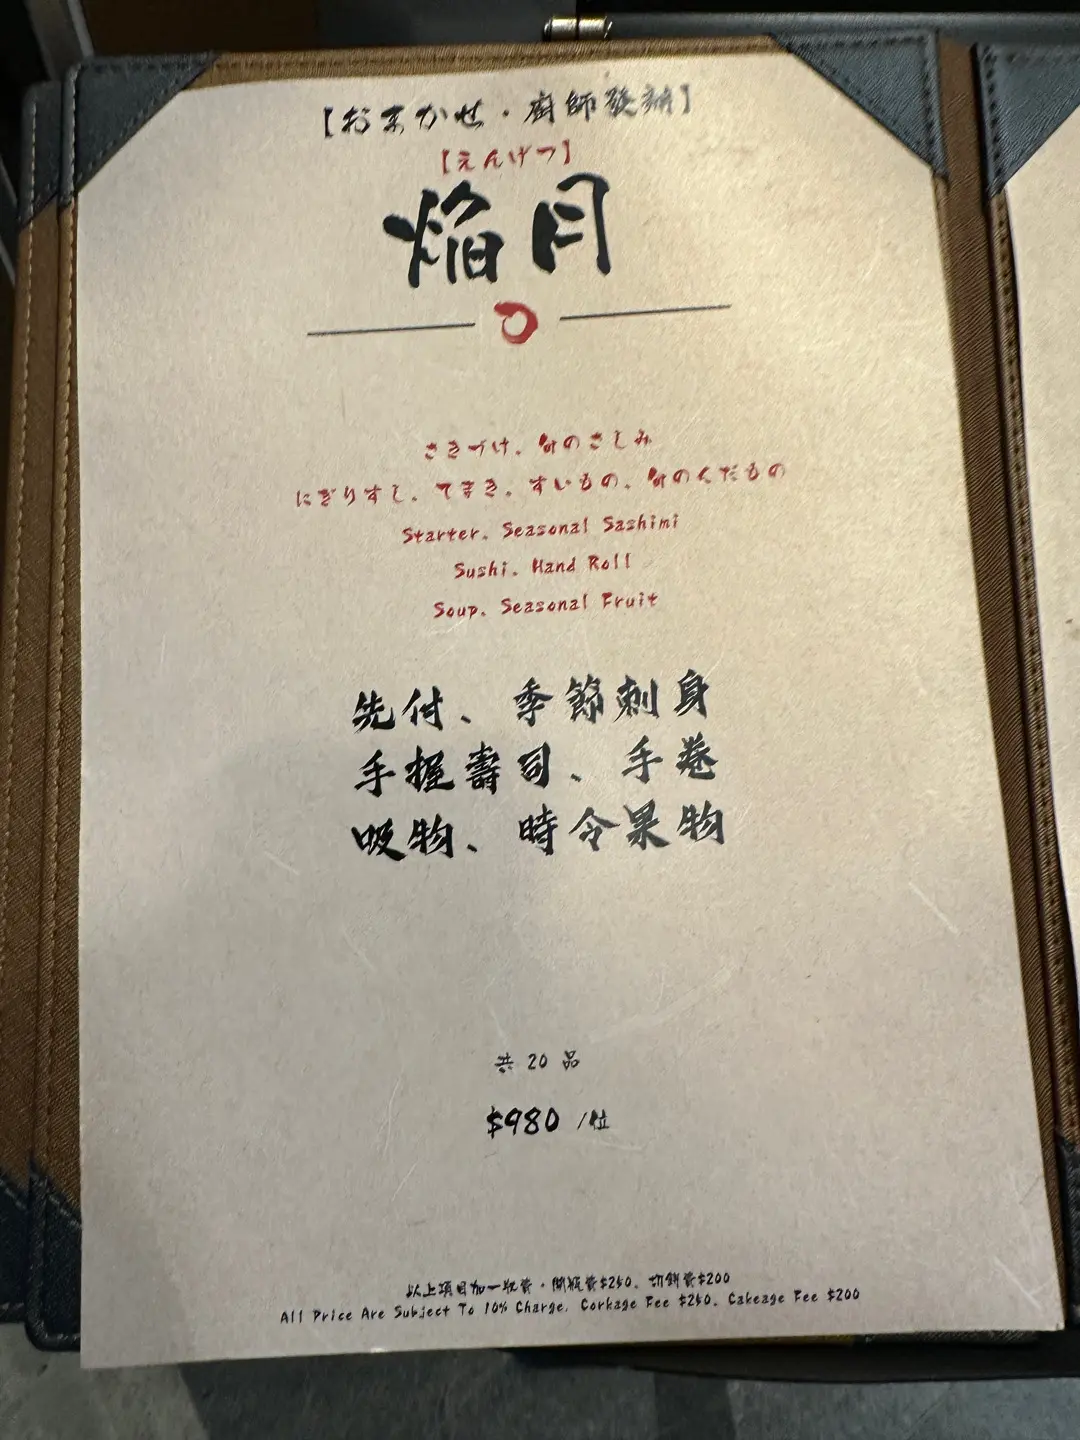 【おまかせ・廚師發辦】
【えんげつ】
焰月
さきづけ、旬のさしみ
にぎりすし、てまき、すいもの、旬のくだもの
Starter、Seasonal Sashimi
Sushi、Hand Roll
Soup、Seasonal Fruit
先付、季節刺身
手握壽司、手卷
吸物、時令果物
共 20 品
$980 /位
以上項目加一收費・開瓶費$250、切餅費$200
All Price Are Subject To 10% Charge、Corkage Fee $250、Cakeage Fee $200